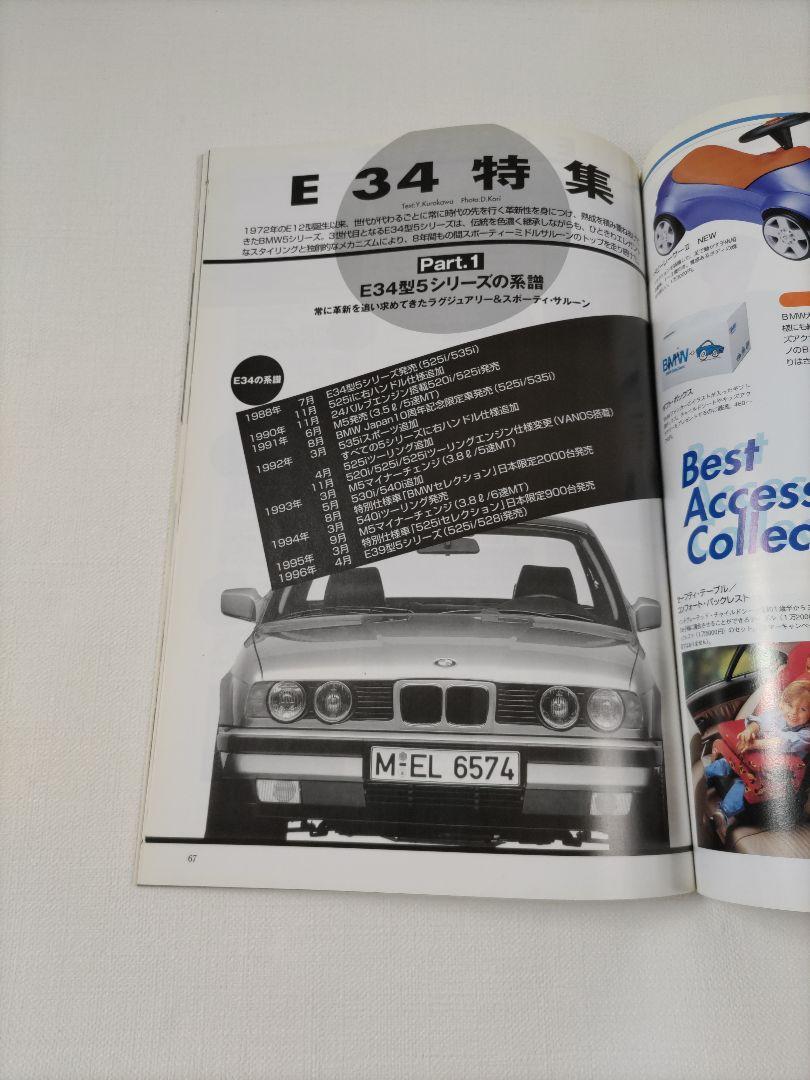 E 34 特 集
Text:Y.Kurokawa Photo:D.Kori
1972年のE12型誕生以来、世代が代わるごとに常に時代の先を行く革新性を身につけ、熟成を積み重ね
きたBMW5シリーズ。3世代目となるE34型5シリーズは、伝統を色濃く継承しながらも、ひときわエレガン
なスタイリングと独創的なメカニズムにより、8年間もの間スポーティーミドルサルーンのトップを走り続
Part.1
E34型5シリーズの系譜
常に革新を追い求めてきたラグジュアリー&スポーティ・サルーン
E34の系譜
1988年 7月 E34型5シリーズ発売(525i/535i)
11月 525iに右ハンドル仕様追加
1990年 11月 24バルブエンジン搭載520i/525i発売
1991年 6月 M5発売(3.5ℓ/5速MT)
8月 BMW Japan10周年記念限定車発売(525i/535i)
1992年 3月 535iスポーツ追加
すべての5シリーズに右ハンドル仕様追加
4月 525iツーリング追加
11月 520i/525i/525iツーリングエンジン仕様変更(VANOS搭載)
1993年 3月 M5マイナーチェンジ(3.8ℓ/5速MT)
5月 530i/540i追加
8月 特別仕様車「BMWセレクション」日本限定2000台発売
1994年 3月 540iツーリング発売
9月 M5マイナーチェンジ(3.8ℓ/6速MT)
1995年 3月 特別仕様車「525iセレクション」日本限定900台発売
1996年 4月 E39型5シリーズ(525i/528i発売)
M EL 6574
67
NEW
BMW
BMW
Best
Access
Collec
セーフティ・テーブル/
コンフォート・バックレスト